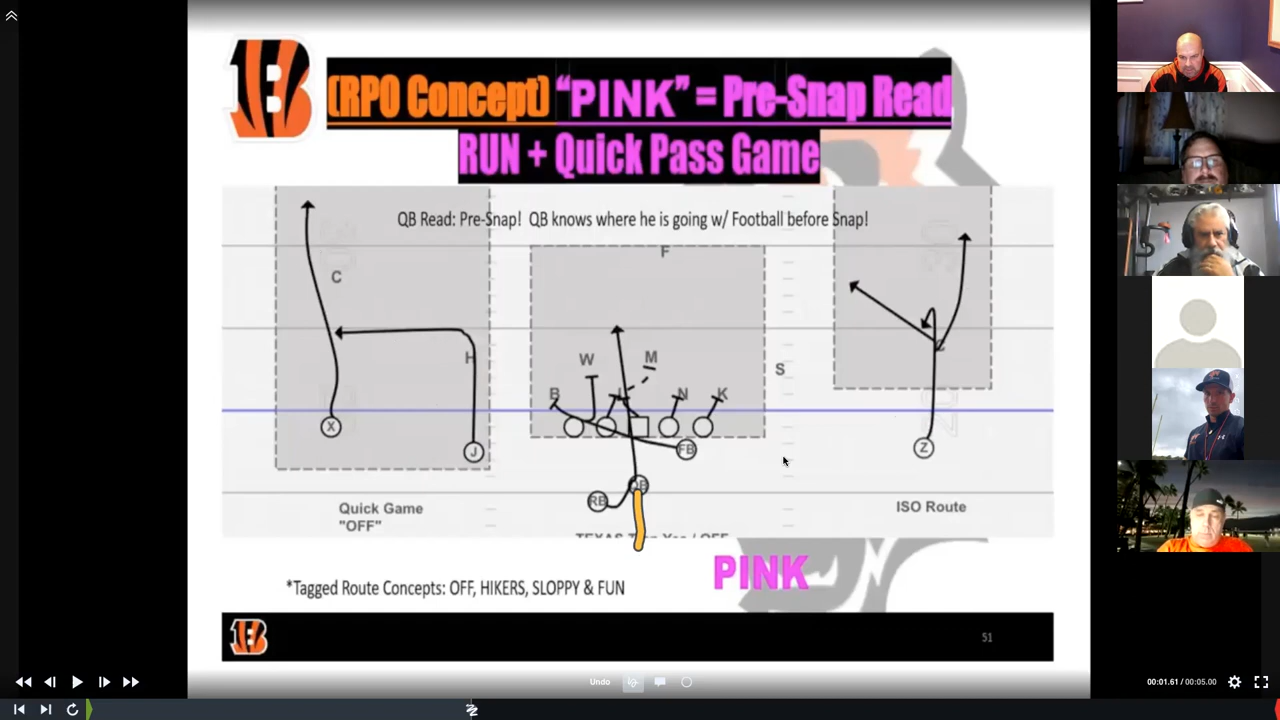 (RPO Concept) “PINK” = Pre-Snap Read
RUN + Quick Pass Game
QB Read: Pre-Snap! QB knows where he is going w/ Football before Snap!
F
C
W
M
H
S
B
N
K
X
J
FB
Z
QB
RB
Quick Game
"OFF"
ISO Route
PINK
*Tagged Route Concepts: OFF, HIKERS, SLOPPY & FUN
51
Undo
00:01.61 / 00:05.00